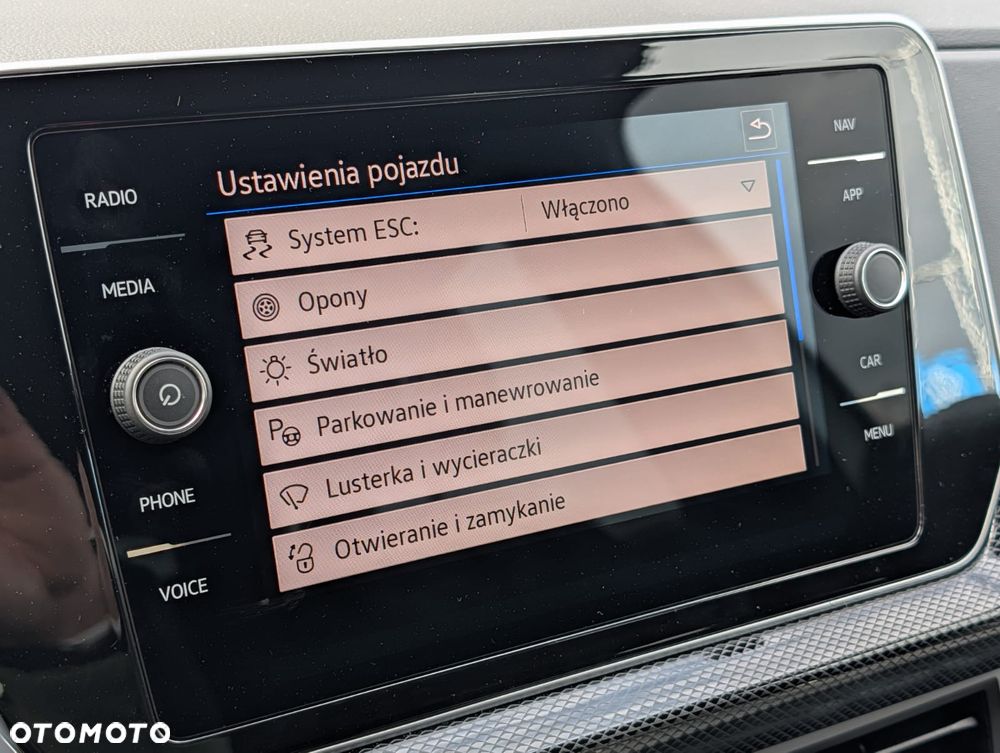 Ustawienia pojazdu
System ESC: Włączono
Opony
Światło
P Parkowanie i manewrowanie
Lusterka i wycieraczki
Otwieranie i zamykanie
RADIO
MEDIA
PHONE
VOICE
NAV
APP
CAR
MENU
OTOMOTO